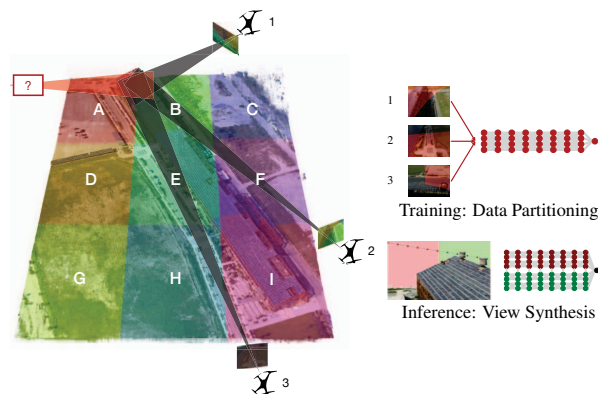 1
?
A
B
C
D
E
F
G
H
I
2
3
1
2
3
Training: Data Partitioning
Inference: View Synthesis